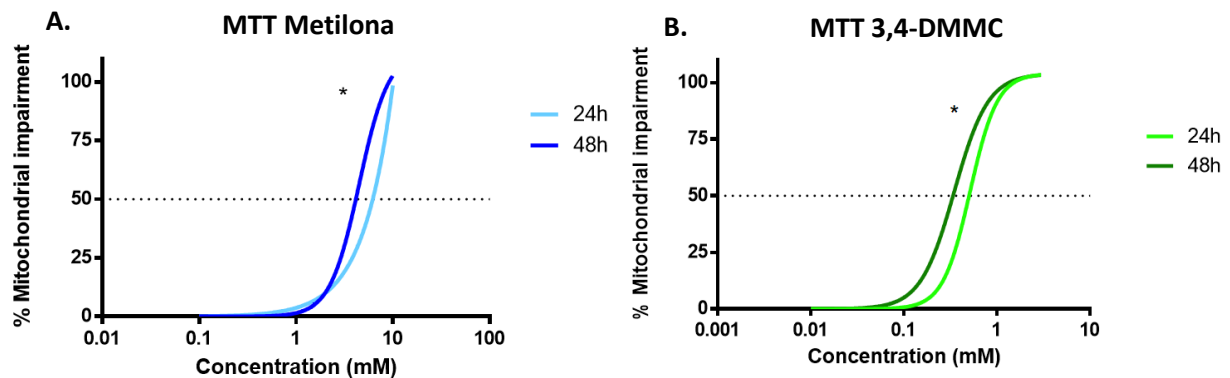 A.
MTT Metilona
% Mitochondrial impairment
100
75
50
25
0
0.01
0.1
1
10
100
Concentration (mM)
*
24h
48h
B.
MTT 3,4-DMMC
% Mitochondrial impairment
100
75
50
25
0
0.001
0.01
0.1
1
10
Concentration (mM)
*
24h
48h